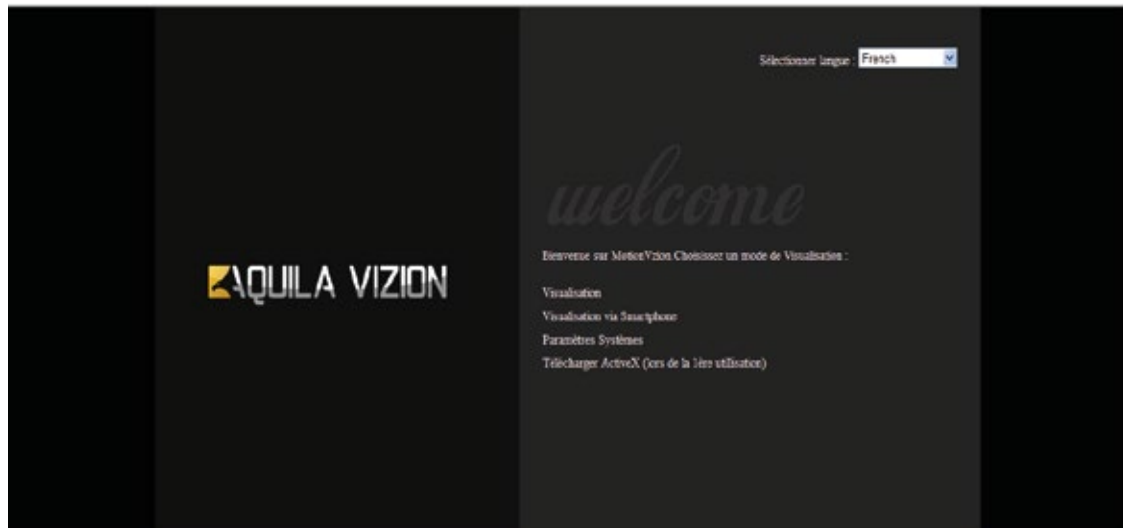 Sélectionner langue : French
welcome
Bienvenue sur MotionVzion.Choisissez un mode de Visualisation :
AQUILA VIZION
Visualisation
Visualisation via Smartphone
Paramètres Systèmes
Télécharger ActiveX (lors de la 1ère utilisation)